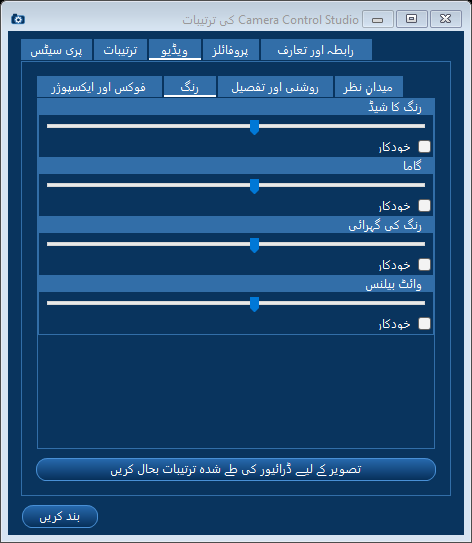 Camera Control Studio کی ترتیبات
رابطہ اور تعارف
پروفائلز
ویڈیو
ترتیبات
پری سیٹس
میدانِ نظر
روشنی اور تفصیل
رنگ
فوکس اور ایکسپوژر
رنگ کا شیڈ
خودکار
گاما
خودکار
رنگ کی گہرائی
خودکار
وائٹ بیلنس
خودکار
تصویر کے لیے ڈرائیور کی طے شدہ ترتیبات بحال کریں
بند کریں